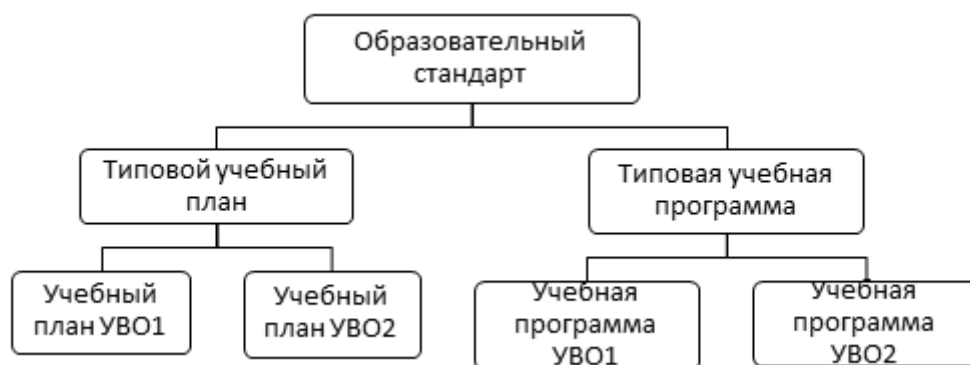 Образовательный
стандарт
Типовой учебный
план
Типовая учебная
программа
Учебный
план УВО1
Учебный
план УВО2
Учебная
программа
УВО1
Учебная
программа
УВО2